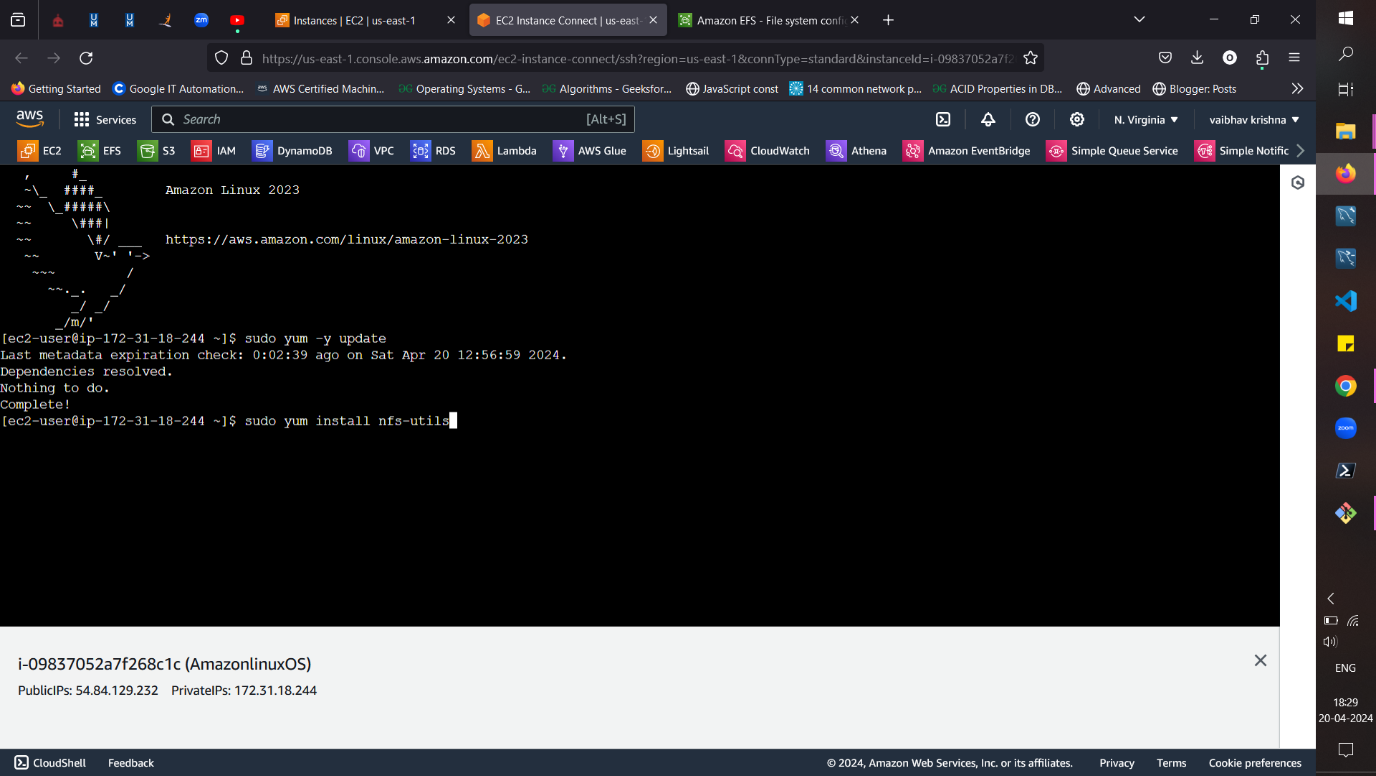 Instances | EC2 | us-east-1
EC2 Instance Connect | us-east-
Amazon EFS - File system confi
https://us-east-1.console.aws.amazon.com/ec2-instance-connect/ssh?region=us-east-1&connType=standard&instanceId=i-09837052a7f2
Getting Started
Google IT Automation...
AWS Certified Machin...
Operating Systems - G...
Algorithms - Geeksfor...
JavaScript const
14 common network p...
ACID Properties in DB...
Advanced
Blogger: Posts
aws
Services
Search
[Alt+S]
N. Virginia
vaibhav krishna
EC2
EFS
S3
IAM
DynamoDB
VPC
RDS
Lambda
AWS Glue
Lightsail
CloudWatch
Athena
Amazon EventBridge
Simple Queue Service
Simple Notific
   ,     #_
   ~\_  ####_        Amazon Linux 2023
  ~~  \_#####\
  ~~     \###|
  ~~       \#/ ___   https://aws.amazon.com/linux/amazon-linux-2023
   ~~       V~' '->
    ~~~         /
      ~~._.   _/
         _/ _/
       _/m/'
[ec2-user@ip-172-31-18-244 ~]$ sudo yum -y update
Last metadata expiration check: 0:02:39 ago on Sat Apr 20 12:56:59 2024.
Dependencies resolved.
Nothing to do.
Complete!
[ec2-user@ip-172-31-18-244 ~]$ sudo yum install nfs-utils
i-09837052a7f268c1c (AmazonlinuxOS)
PublicIPs: 54.84.129.232 PrivateIPs: 172.31.18.244
CloudShell
Feedback
© 2024, Amazon Web Services, Inc. or its affiliates.
Privacy
Terms
Cookie preferences
zoom
ENG
18:29
20-04-2024